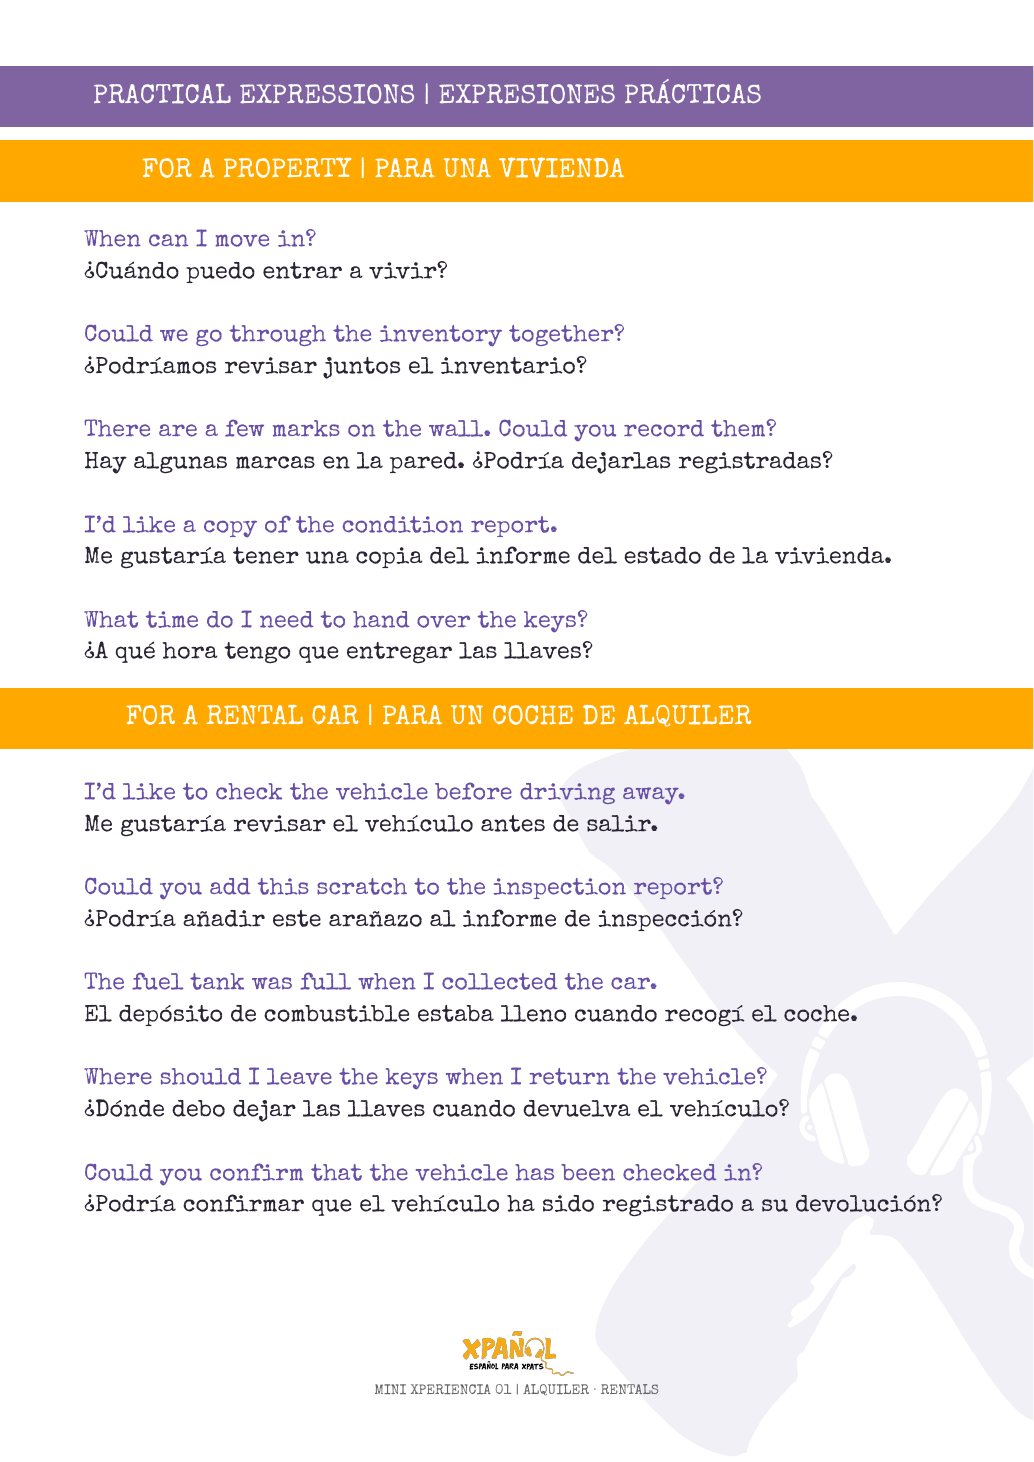 PRACTICAL EXPRESSIONS | EXPRESIONES PRÁCTICAS
FOR A PROPERTY | PARA UNA VIVIENDA
When can I move in?
¿Cuándo puedo entrar a vivir?
Could we go through the inventory together?
¿Podríamos revisar juntos el inventario?
There are a few marks on the wall. Could you record them?
Hay algunas marcas en la pared. ¿Podría dejarlas registradas?
I’d like a copy of the condition report.
Me gustaría tener una copia del informe del estado de la vivienda.
What time do I need to hand over the keys?
¿A qué hora tengo que entregar las llaves?
FOR A RENTAL CAR | PARA UN COCHE DE ALQUILER
I’d like to check the vehicle before driving away.
Me gustaría revisar el vehículo antes de salir.
Could you add this scratch to the inspection report?
¿Podría añadir este arañazo al informe de inspección?
The fuel tank was full when I collected the car.
El depósito de combustible estaba lleno cuando recogí el coche.
Where should I leave the keys when I return the vehicle?
¿Dónde debo dejar las llaves cuando devuelva el vehículo?
Could you confirm that the vehicle has been checked in?
¿Podría confirmar que el vehículo ha sido registrado a su devolución?
XPAÑOL
ESPAÑOL PARA XPATS
MINI XPERIENCIA 01 | ALQUILER · RENTALS